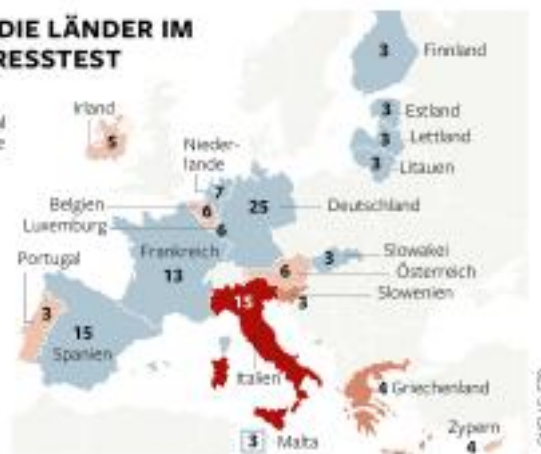 DIE LÄNDER IM
RESSTEST
3 Finnland
Irland
5
3 Estland
3 Lettland
3 Litauen
Nieder-
lande
7
Belgien
6
25 Deutschland
Luxemburg
6
Portugal
Frankreich
13
3 Slowakei
6 Österreich
3 Slowenien
3
15
15
Spanien
Italien
4 Griechenland
Zypern
4
3 Malta